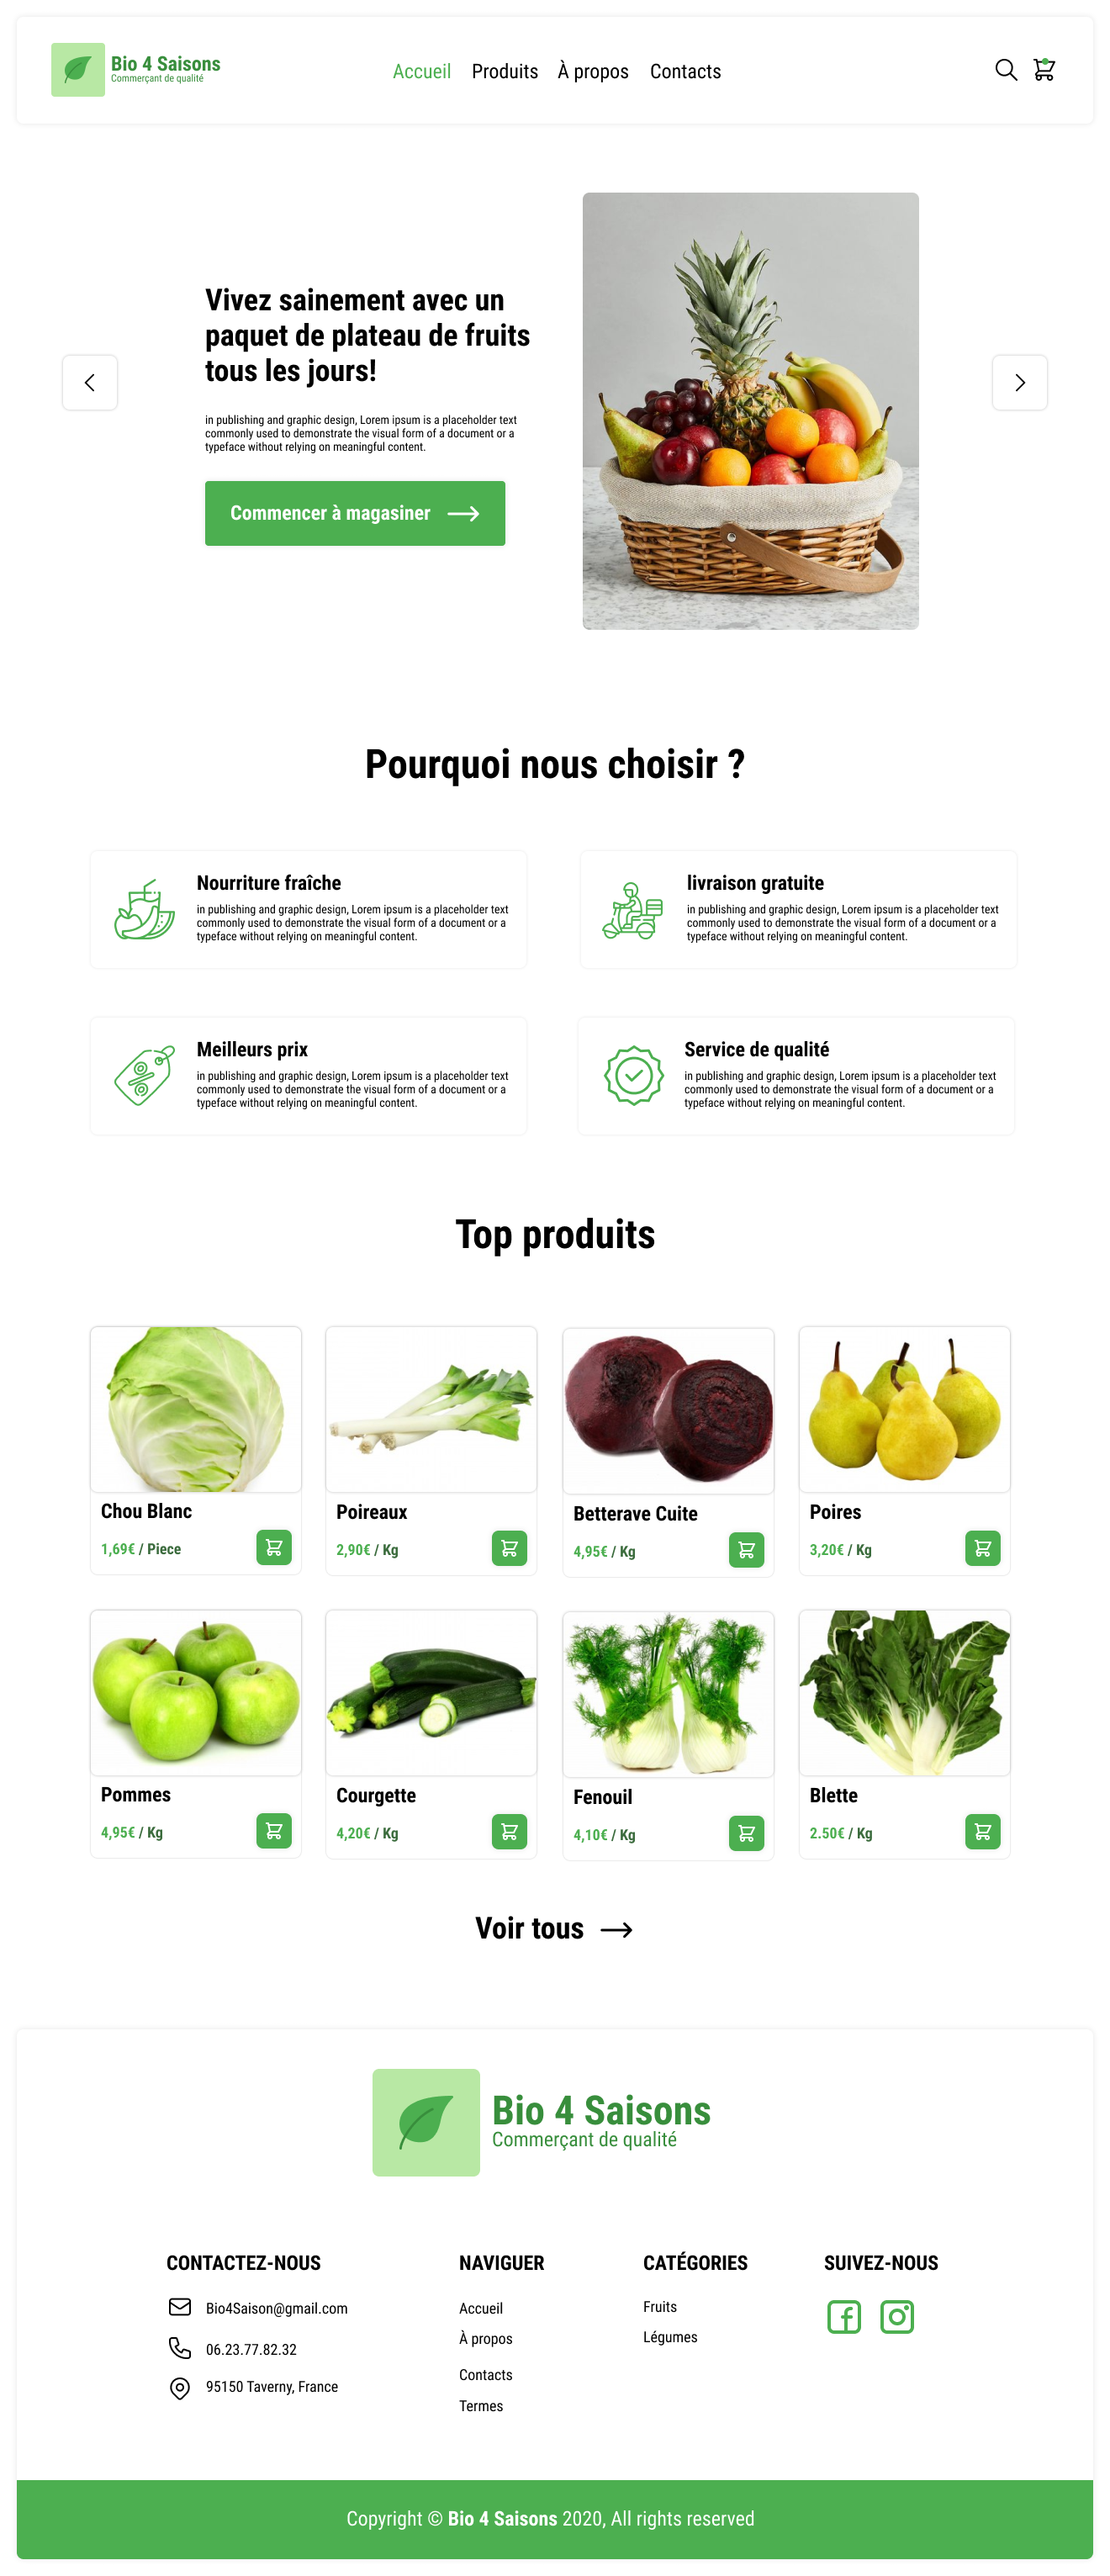 Bio 4 Saisons
Commerçant de qualité
Accueil Produits À propos Contacts
Vivez sainement avec un
paquet de plateau de fruits
tous les jours!
in publishing and graphic design, Lorem ipsum is a placeholder text
commonly used to demonstrate the visual form of a document or a
typeface without relying on meaningful content.
Commencer à magasiner
Pourquoi nous choisir ?
Nourriture fraîche
in publishing and graphic design, Lorem ipsum is a placeholder text
commonly used to demonstrate the visual form of a document or a
typeface without relying on meaningful content.
livraison gratuite
in publishing and graphic design, Lorem ipsum is a placeholder text
commonly used to demonstrate the visual form of a document or a
typeface without relying on meaningful content.
Meilleurs prix
in publishing and graphic design, Lorem ipsum is a placeholder text
commonly used to demonstrate the visual form of a document or a
typeface without relying on meaningful content.
Service de qualité
in publishing and graphic design, Lorem ipsum is a placeholder text
commonly used to demonstrate the visual form of a document or a
typeface without relying on meaningful content.
Top produits
Chou Blanc
1,69€ / Piece
Poireaux
2,90€ / Kg
Betterave Cuite
4,95€ / Kg
Poires
3,20€ / Kg
Pommes
4,95€ / Kg
Courgette
4,20€ / Kg
Fenouil
4,10€ / Kg
Blette
2.50€ / Kg
Voir tous
Bio 4 Saisons
Commerçant de qualité
CONTACTEZ-NOUS
Bio4Saison@gmail.com
06.23.77.82.32
95150 Taverny, France
NAVIGUER
Accueil
À propos
Contacts
Termes
CATÉGORIES
Fruits
Légumes
SUIVEZ-NOUS
Copyright © Bio 4 Saisons 2020, All rights reserved